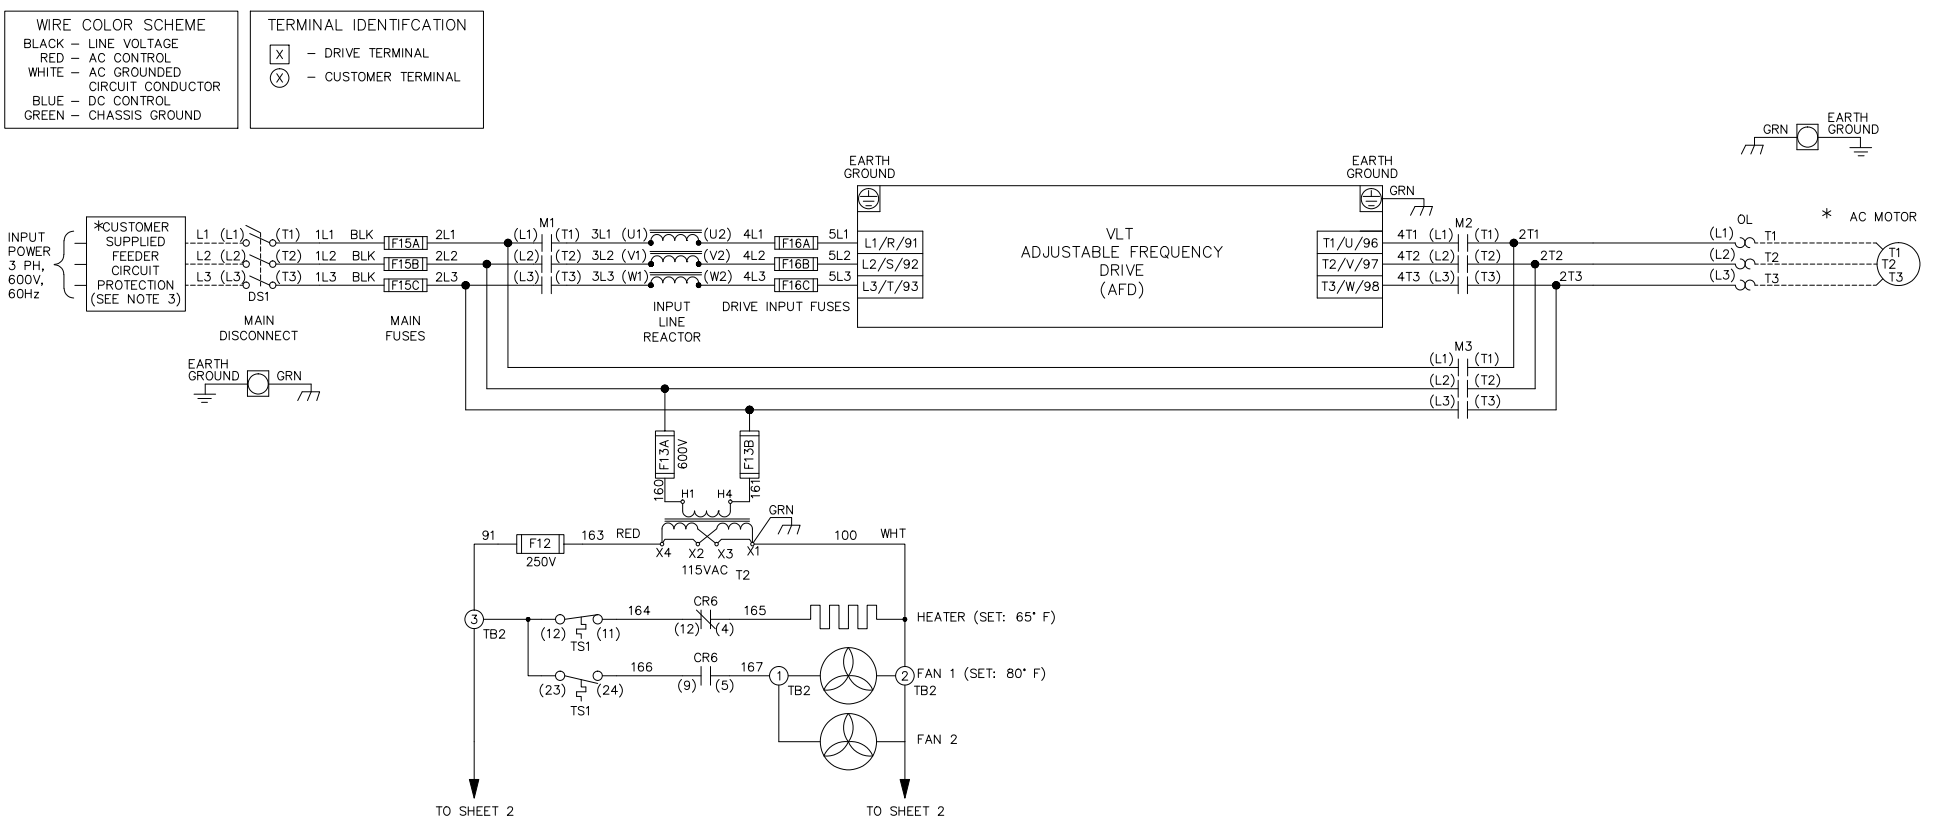 WIRE COLOR SCHEME
BLACK – LINE VOLTAGE
RED – AC CONTROL
WHITE – AC GROUNDED
CIRCUIT CONDUCTOR
BLUE – DC CONTROL
GREEN – CHASSIS GROUND
TERMINAL IDENTIFCATION
X – DRIVE TERMINAL
X – CUSTOMER TERMINAL
GRN
EARTH
GROUND
EARTH
GROUND
EARTH
GROUND
GRN
INPUT
POWER
3 PH,
600V,
60Hz
*CUSTOMER
SUPPLIED
FEEDER
CIRCUIT
PROTECTION
(SEE NOTE 3)
L1 (L1) (T1) 1L1 BLK F15A 2L1 (L1) M1 (T1) 3L1 (U1) (U2) 4L1 F16A 5L1 L1/R/91
L2 (L2) (T2) 1L2 BLK F15B 2L2 (L2) (T2) 3L2 (V1) (V2) 4L2 F16B 5L2 L2/S/92
L3 (L3) (T3) 1L3 BLK F15C 2L3 (L3) (T3) 3L3 (W1) (W2) 4L3 F16C 5L3 L3/T/93
DS1
MAIN
DISCONNECT
MAIN
FUSES
INPUT
LINE
REACTOR
DRIVE INPUT FUSES
VLT
ADJUSTABLE FREQUENCY
DRIVE
(AFD)
T1/U/96 4T1 (L1) M2 (T1) 2T1 (L1) OL T1
T2/V/97 4T2 (L2) (T2) 2T2 (L2) T2
T3/W/98 4T3 (L3) (T3) 2T3 (L3) T3
* AC MOTOR
T1
T2
T3
EARTH
GROUND
GRN
M3
(L1) (T1)
(L2) (T2)
(L3) (T3)
F13A
600V
F13B
160
161
H1 H4
GRN
91 F12 163 RED
250V
X4 X2 X3 X1
100 WHT
115VAC T2
3
TB2
(12) (11)
TS1
164
CR6
(12) (4)
165
HEATER (SET: 65° F)
(23) (24)
TS1
166
CR6
(9) (5)
167
1
TB2
2
TB2
FAN 1 (SET: 80° F)
FAN 2
TO SHEET 2
TO SHEET 2